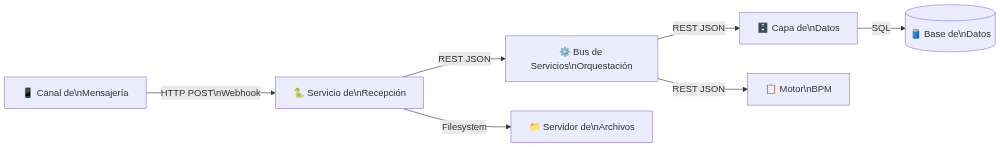 📱 Canal de\nMensajería
HTTP POST\nWebhook
🐍 Servicio de\nRecepción
REST JSON
Filesystem
⚙️ Bus de
Servicios\nOrquestación
📁 Servidor de\nArchivos
REST JSON
REST JSON
🗄️ Capa de\nDatos
📋 Motor\nBPM
SQL
🛢️ Base de\nDatos